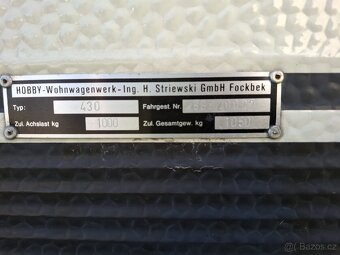 HOBBY-Wohnwagenwerk-Ing. H. Striewski GmbH Fockbek
Typ: 430 Fahrgest. Nr.
Zul. Achslast kg 1000 Zul. Gesamtgew. kg 1050
Bazos.cz